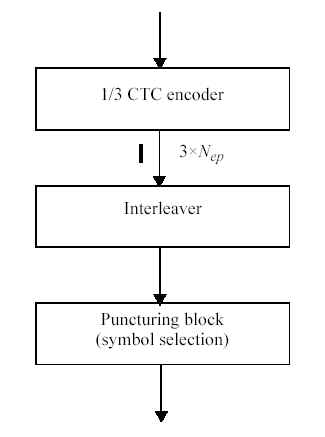 1/3 CTC encoder
3×Nep
Interleaver
Puncturing block
(symbol selection)